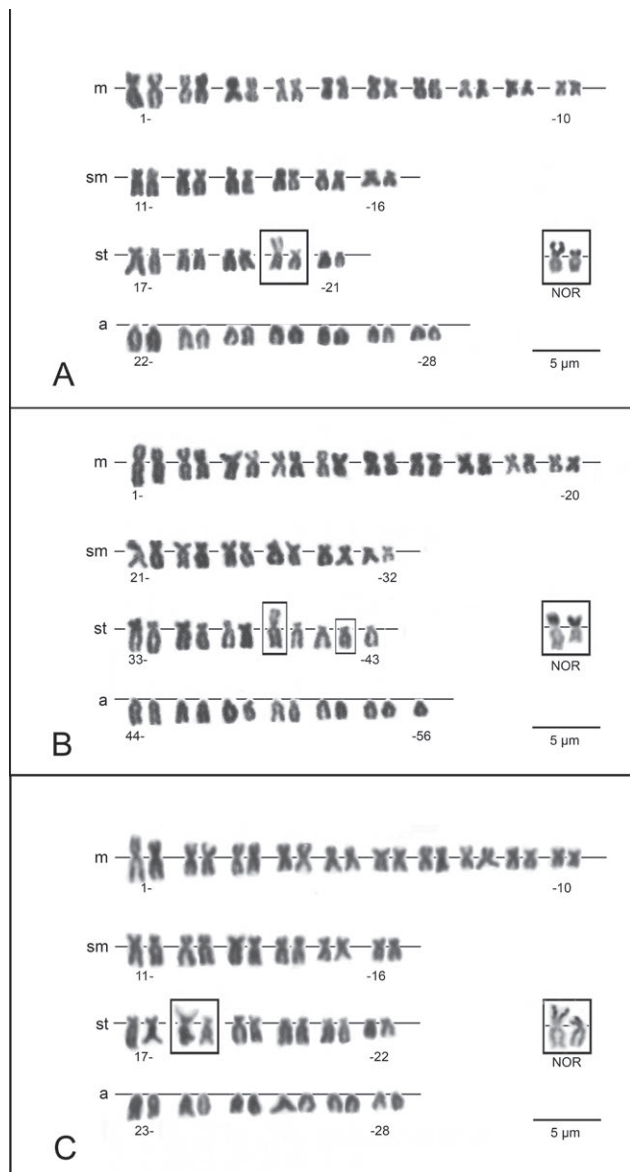 m
1- -10
sm
11- -16
st
17- -21
NOR
a
22- -28
A
5 µm
m
1- -20
sm
21- -32
st
33- -43
NOR
a
44- -56
B
5 µm
m
1- -10
sm
11- -16
st
17- -22
NOR
a
23- -28
C
5 µm